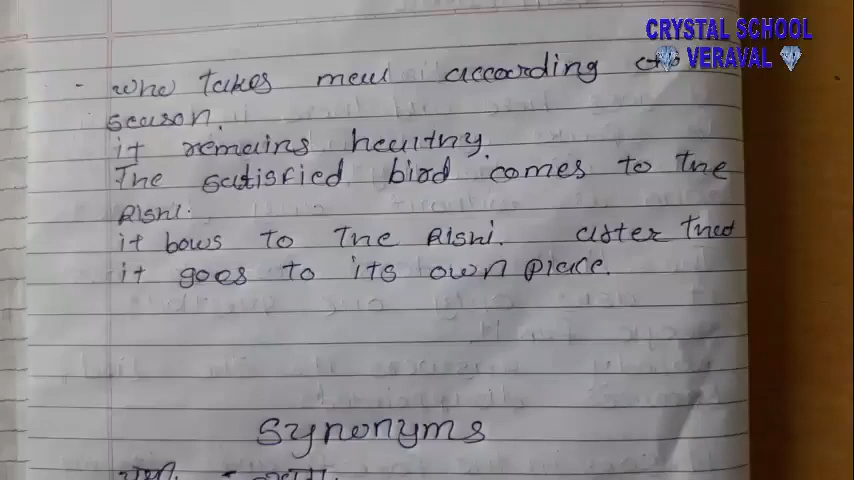 CRYSTAL SCHOOL
VERAVAL
- who takes meal according to
season.
it remains healthy.
The satisfied bird comes to the
Rishi.
it bows to The Rishi. after that
it goes to its own place.
Synonyms